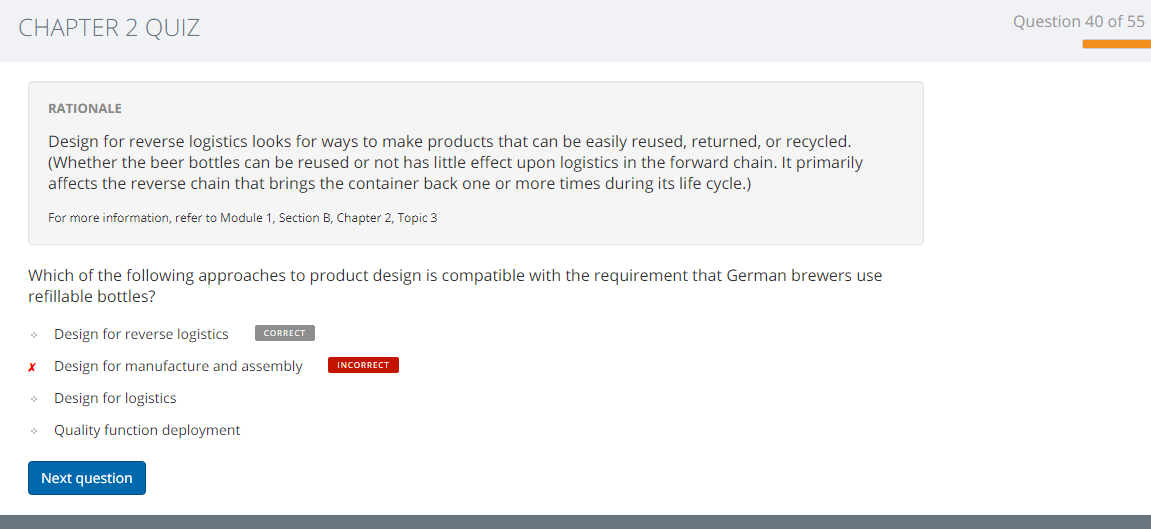 CHAPTER 2 QUIZ
Question 40 of 55
RATIONALE
Design for reverse logistics looks for ways to make products that can be easily reused, returned, or recycled.
(Whether the beer bottles can be reused or not has little effect upon logistics in the forward chain. It primarily
affects the reverse chain that brings the container back one or more times during its life cycle.)
For more information, refer to Module 1, Section B, Chapter 2, Topic 3
Which of the following approaches to product design is compatible with the requirement that German brewers use
refillable bottles?
Design for reverse logistics CORRECT
✗ Design for manufacture and assembly INCORRECT
Design for logistics
Quality function deployment
Next question